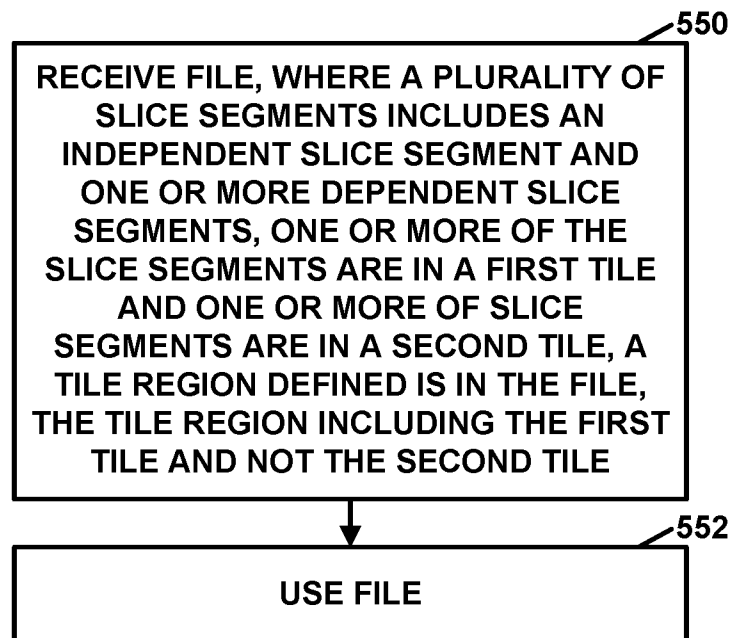 550
RECEIVE FILE, WHERE A PLURALITY OF
SLICE SEGMENTS INCLUDES AN
INDEPENDENT SLICE SEGMENT AND
ONE OR MORE DEPENDENT SLICE
SEGMENTS, ONE OR MORE OF THE
SLICE SEGMENTS ARE IN A FIRST TILE
AND ONE OR MORE OF SLICE
SEGMENTS ARE IN A SECOND TILE, A
TILE REGION DEFINED IS IN THE FILE,
THE TILE REGION INCLUDING THE FIRST
TILE AND NOT THE SECOND TILE
552
USE FILE